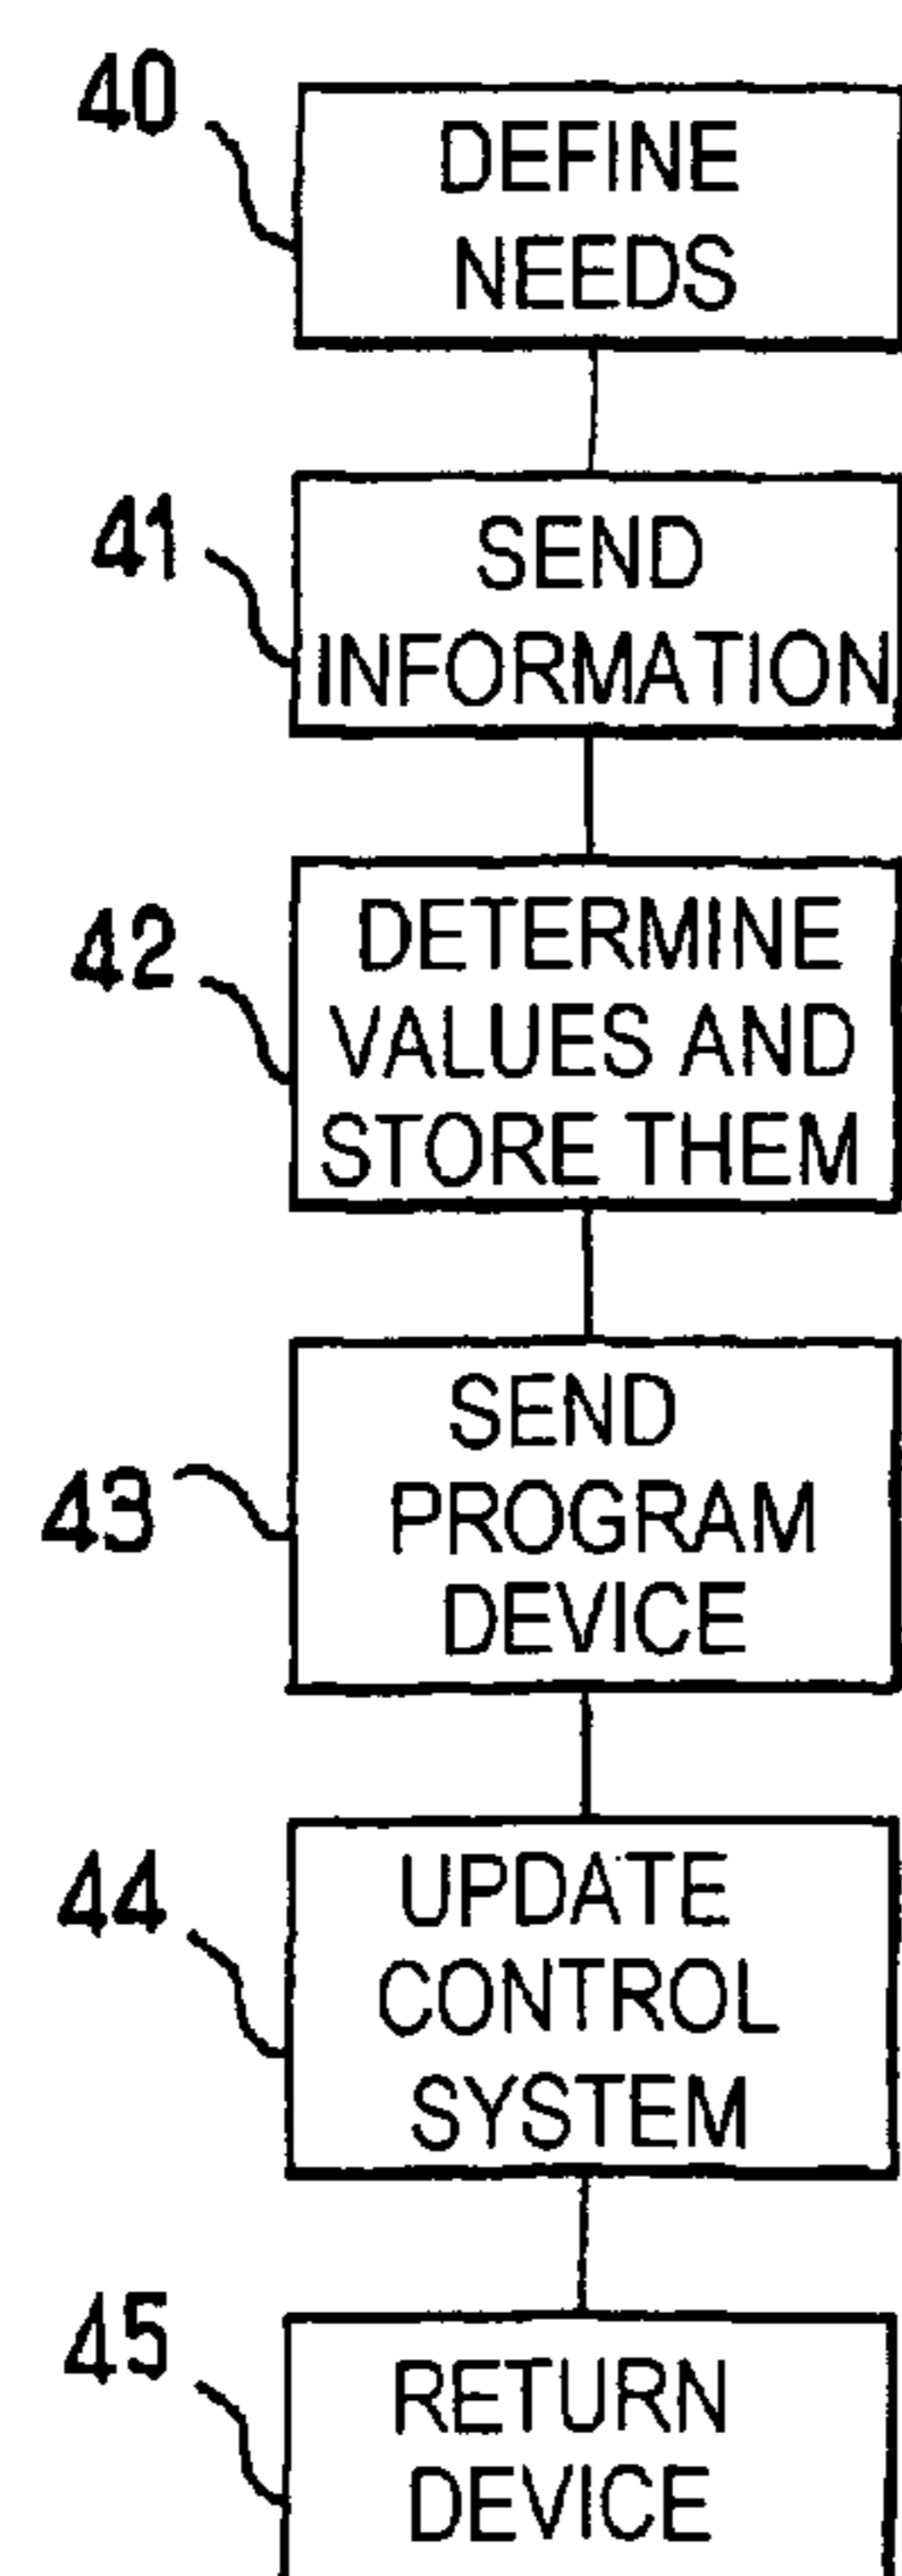 40
DEFINE
NEEDS
41
SEND
INFORMATION
42
DETERMINE
VALUES AND
STORE THEM
43
SEND
PROGRAM
DEVICE
44
UPDATE
CONTROL
SYSTEM
45
RETURN
DEVICE